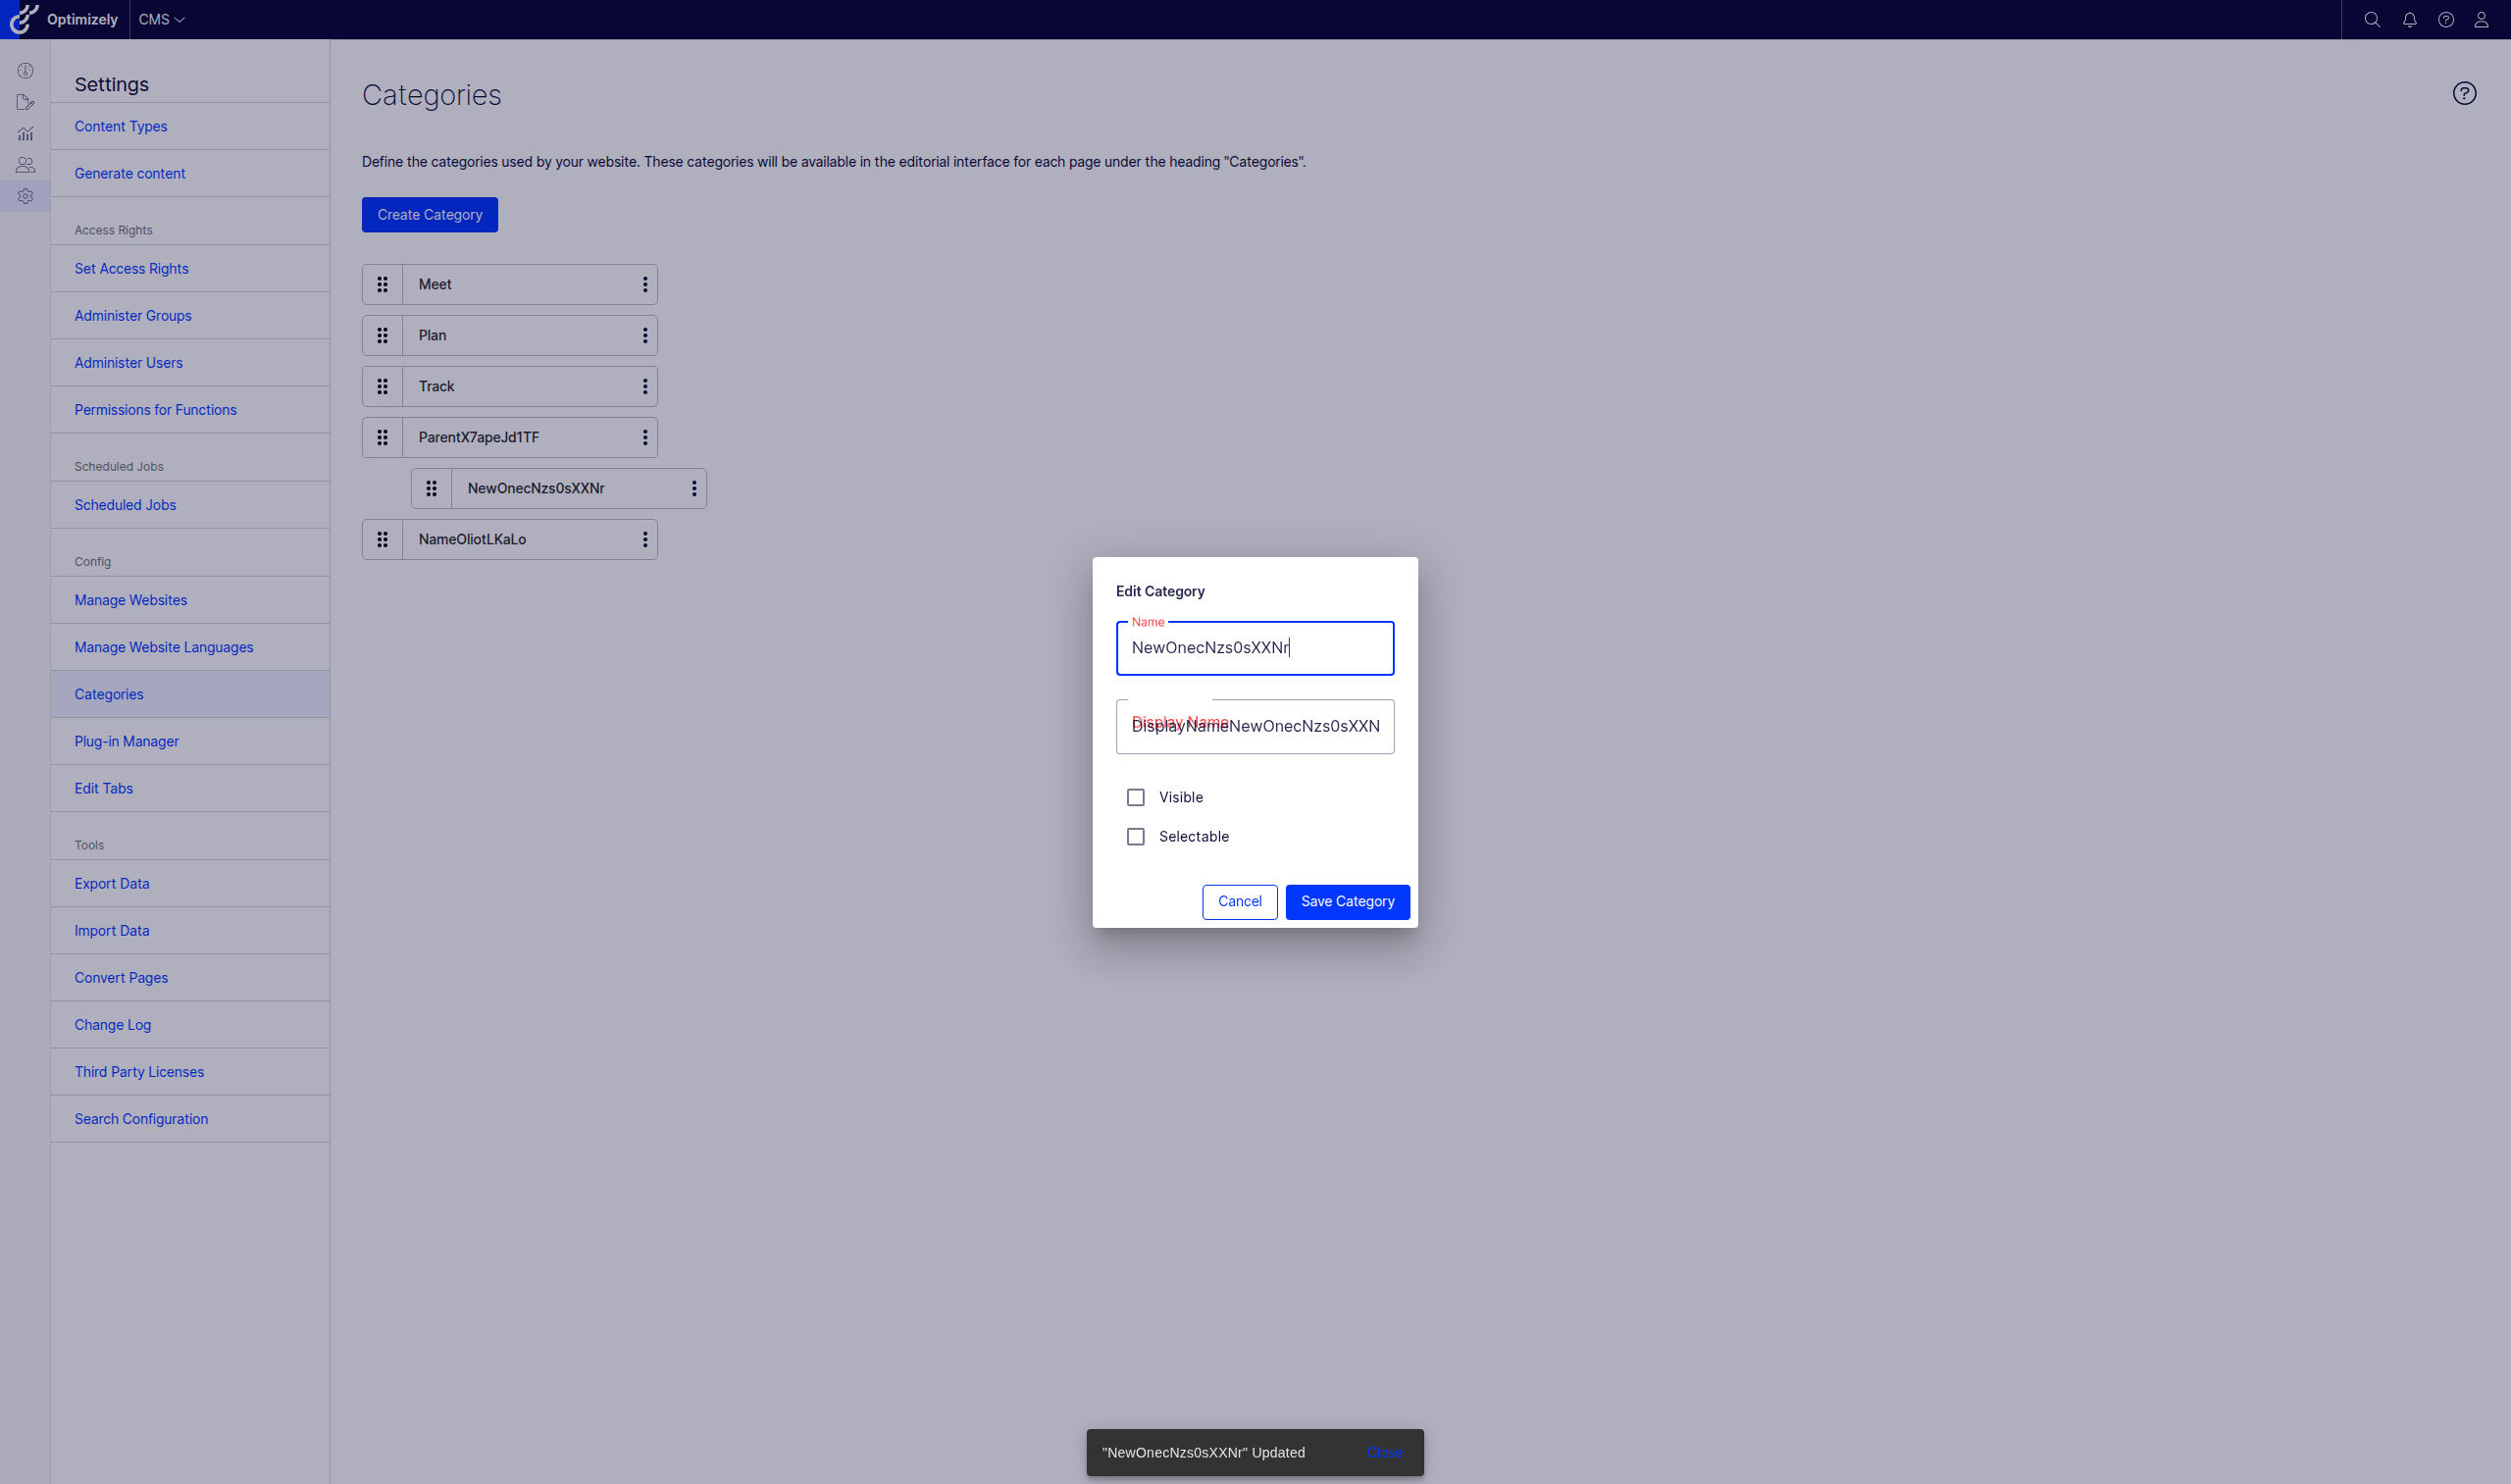 Optimizely
CMS
Settings
Content Types
Generate content
Access Rights
Set Access Rights
Administer Groups
Administer Users
Permissions for Functions
Scheduled Jobs
Scheduled Jobs
Config
Manage Websites
Manage Website Languages
Categories
Plug-in Manager
Edit Tabs
Tools
Export Data
Import Data
Convert Pages
Change Log
Third Party Licenses
Search Configuration
Categories
Define the categories used by your website. These categories will be available in the editorial interface for each page under the heading "Categories".
Create Category
Meet
Plan
Track
ParentX7apeJd1TF
NewOnecNzs0sXXNr
NameOliotLKaLo
Edit Category
Name
NewOnecNzs0sXXNr
Display Name
DisplayNameNewOnecNzs0sXXN
Visible
Selectable
Cancel
Save Category
"NewOnecNzs0sXXNr" Updated
Close